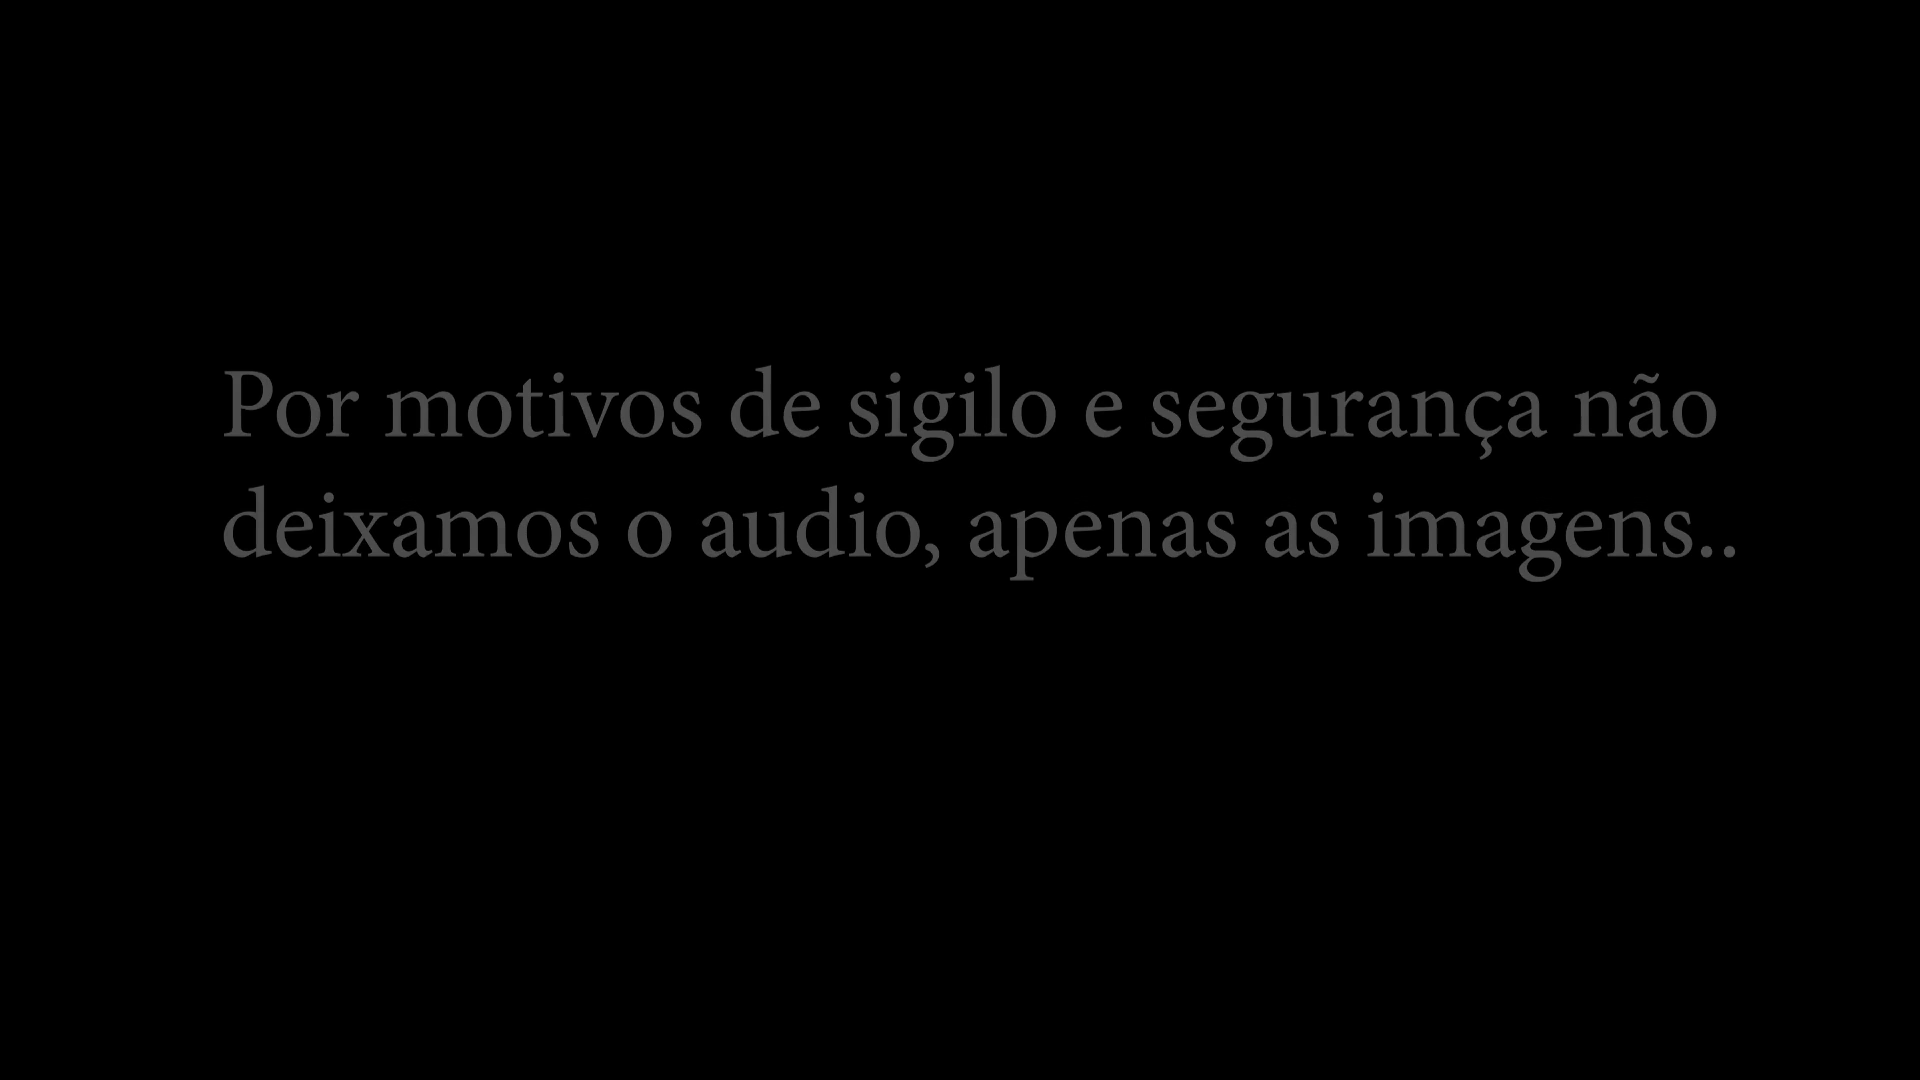 Por motivos de sigilo e segurança não
deixamos o audio, apenas as imagens..